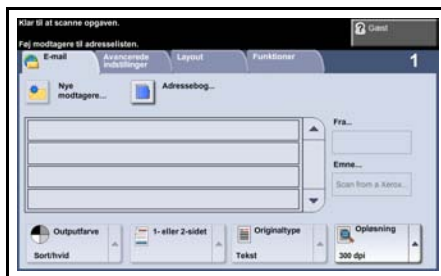 Klar til at scanne opgaven.
Gæst
Føj modtagere til adresselisten.
E-mail
Avancerede
indstillinger
Layout
Funktioner
1
Nye
modtagere...
Adressebog...
Fra...
Emne...
Scan from a Xerox...
Outputfarve
1- eller 2-sidet
Originaltype
Opløsning
Sort/hvid
Tekst
300 dpi